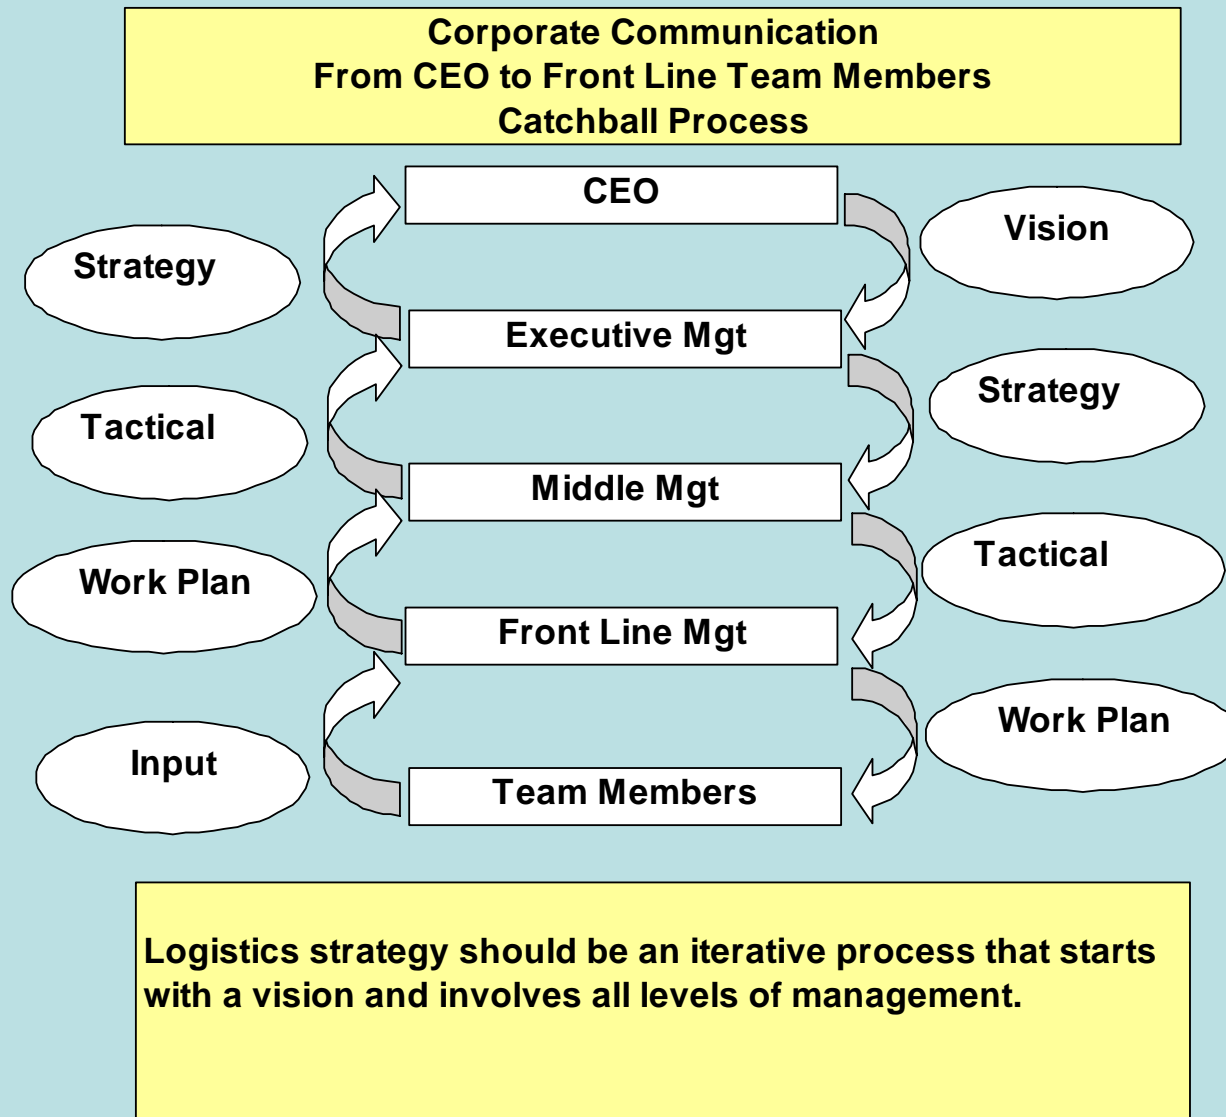 Corporate Communication
From CEO to Front Line Team Members
Catchball Process
CEO
Vision
Strategy
Executive Mgt
Strategy
Tactical
Middle Mgt
Tactical
Work Plan
Front Line Mgt
Work Plan
Input
Team Members
Logistics strategy should be an iterative process that starts
with a vision and involves all levels of management.